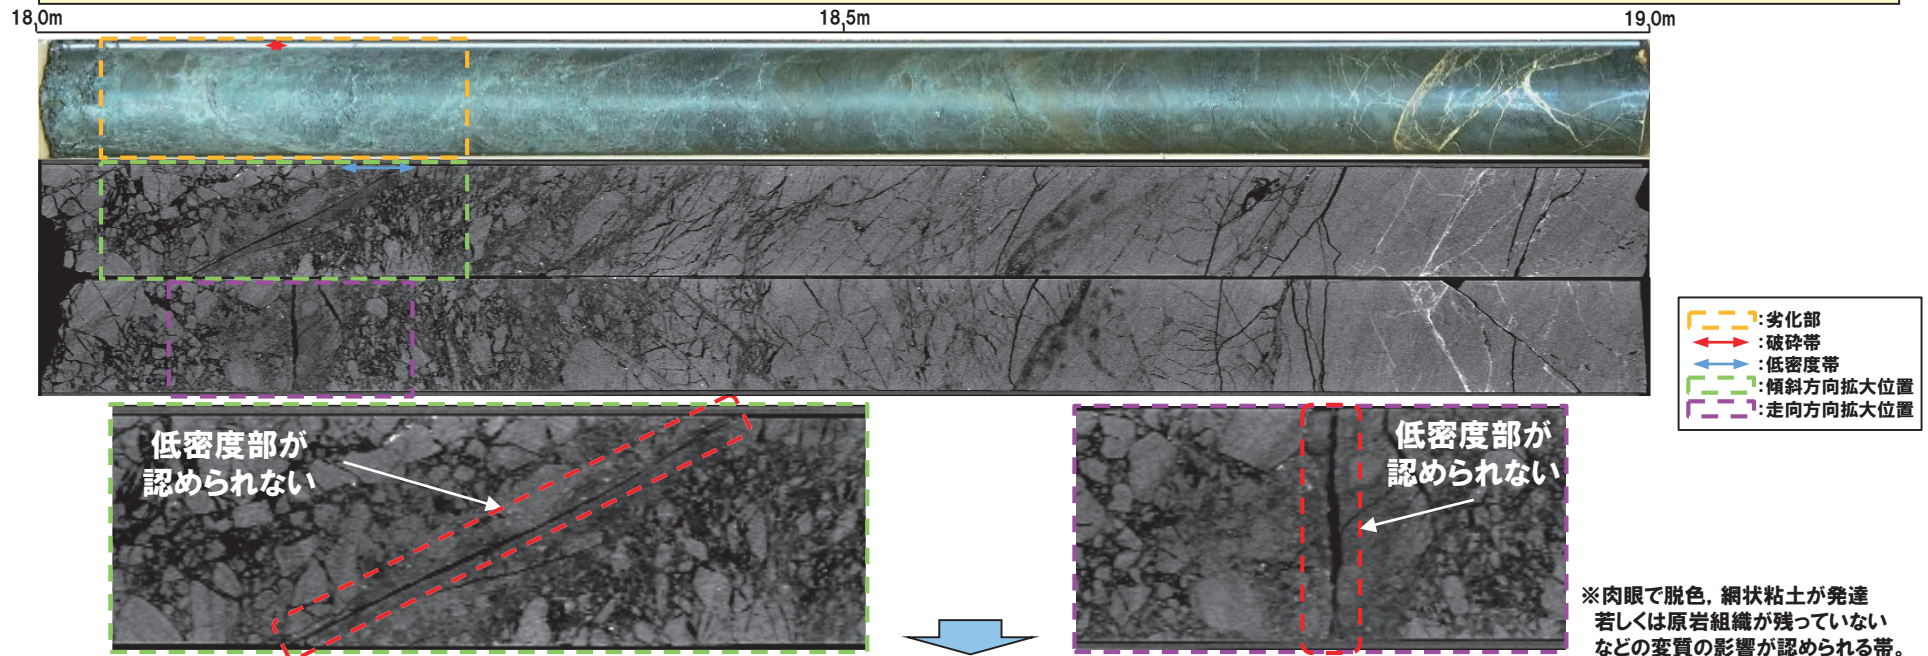 18.0m
18.5m
19.0m
:劣化部
:破砕帯
:低密度帯
:傾斜方向拡大位置
:走向方向拡大位置
低密度部が
認められない
低密度部が
認められない
※肉眼で脱色,網状粘土が発達
若しくは原岩組織が残っていない
などの変質の影響が認められる帯。